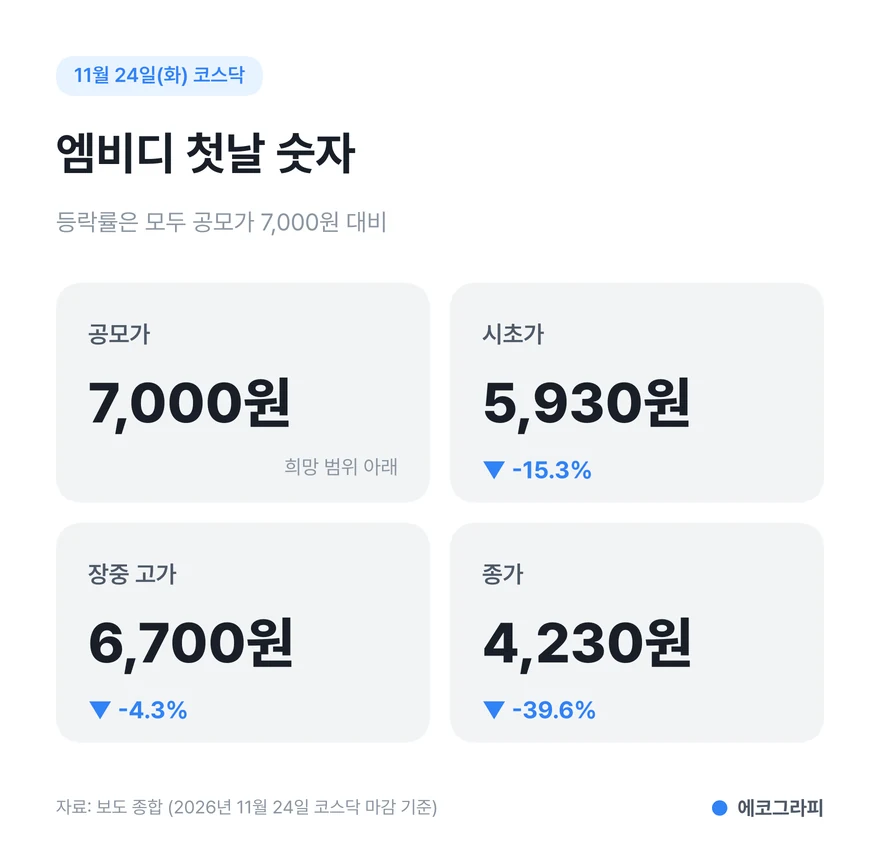 11월 24일(화) 코스닥
엠비디 첫날 숫자
등락률은 모두 공모가 7,000원 대비
공모가
7,000원
희망 범위 아래
시초가
5,930원
▼ -15.3%
장중 고가
6,700원
▼ -4.3%
종가
4,230원
▼ -39.6%
자료: 보도 종합 (2026년 11월 24일 코스닥 마감 기준)
에코그라피